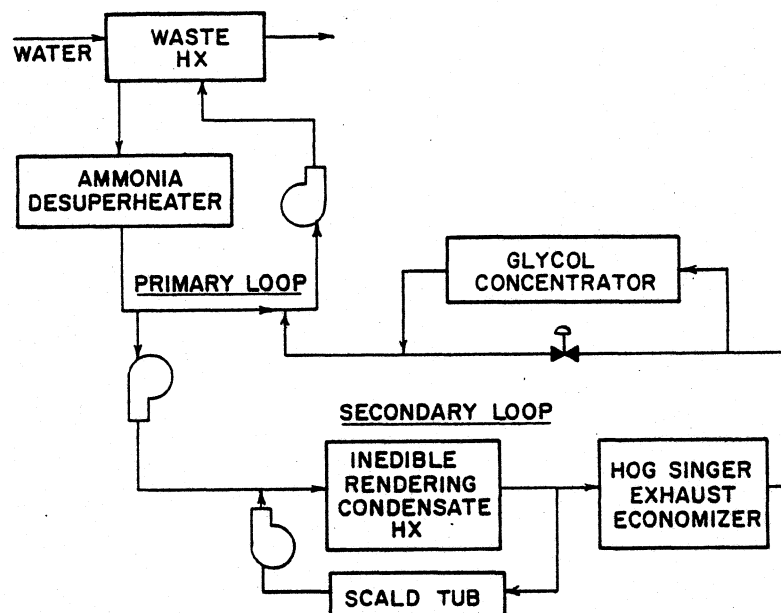 WASTE
HX
WATER
AMMONIA
DESUPERHEATER
PRIMARY LOOP
GLYCOL
CONCENTRATOR
SECONDARY LOOP
INEDIBLE
RENDERING
CONDENSATE
HX
HOG SINGER
EXHAUST
ECONOMIZER
SCALD TUB